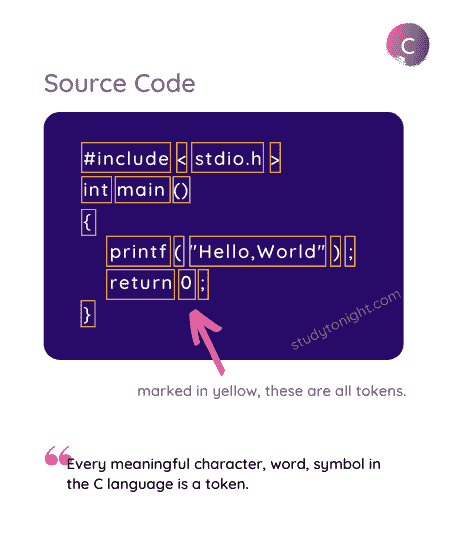 C
Source Code
#include < stdio.h >
int main ()
{
printf ( "Hello,World" ) ;
return 0 ;
}
studytonight.com
marked in yellow, these are all tokens.
“Every meaningful character, word, symbol in
the C language is a token.